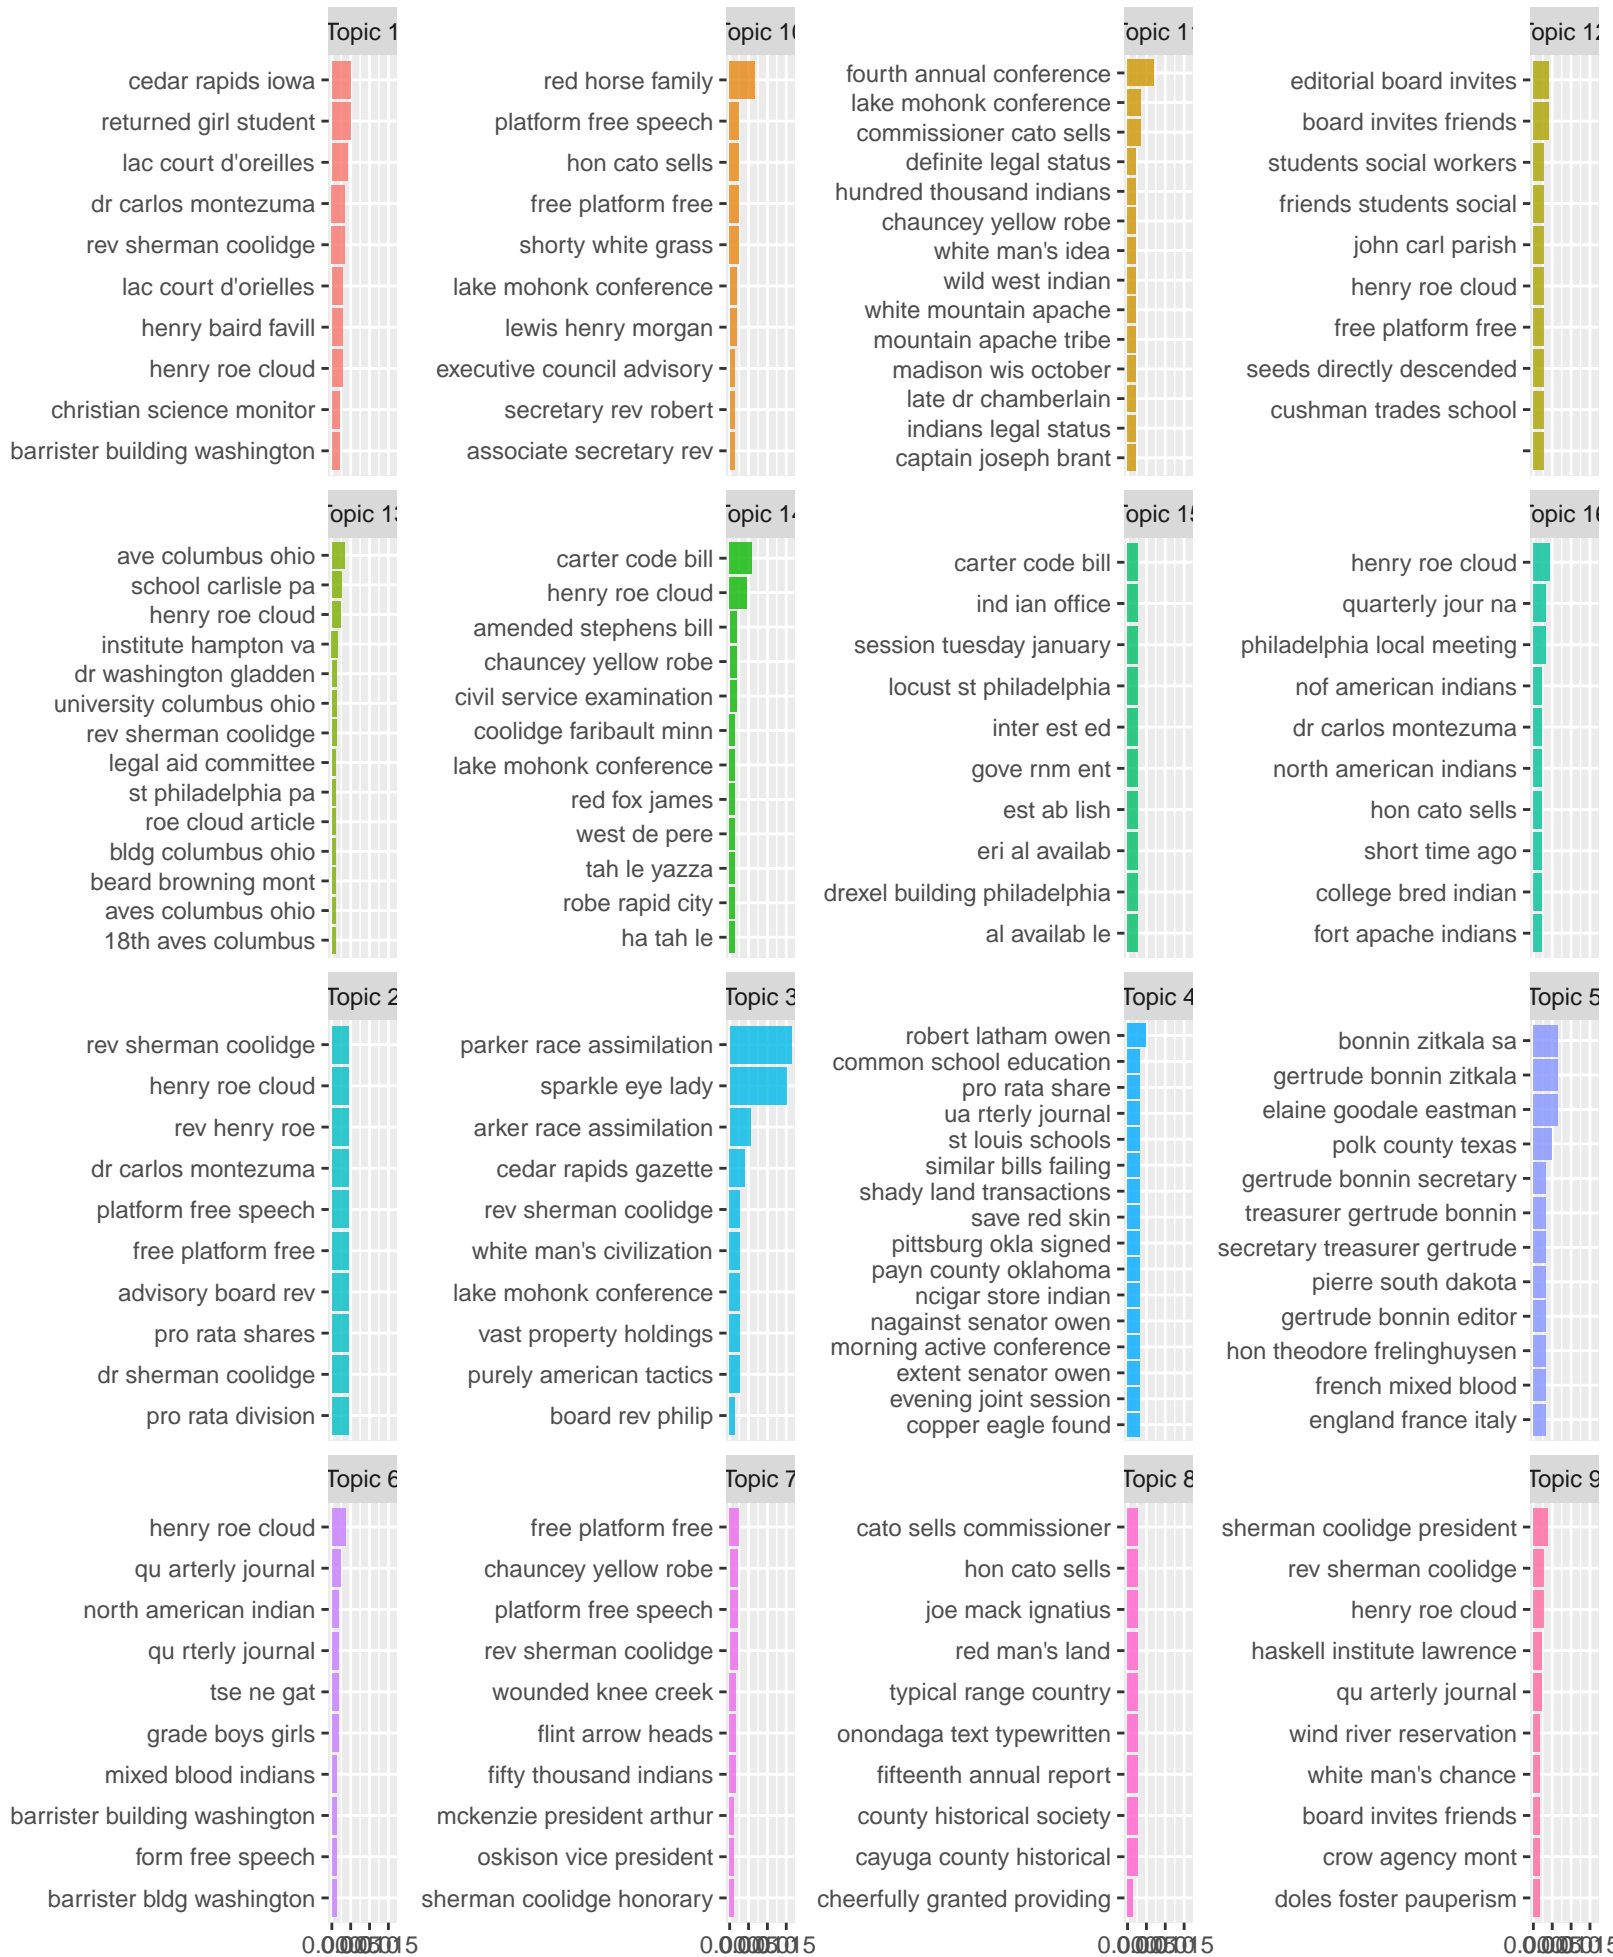 Topic 1
cedar rapids iowa
returned girl student
lac court d'oreilles
dr carlos montezuma
rev sherman coolidge
lac court d'orielles
henry baird favill
henry roe cloud
christian science monitor
barrister building washington
Topic 10
red horse family
platform free speech
hon cato sells
free platform free
shorty white grass
lake mohonk conference
lewis henry morgan
executive council advisory
secretary rev robert
associate secretary rev
Topic 11
fourth annual conference
lake mohonk conference
commissioner cato sells
definite legal status
hundred thousand indians
chauncey yellow robe
white man's idea
wild west indian
white mountain apache
mountain apache tribe
madison wis october
late dr chamberlain
indians legal status
captain joseph brant
Topic 12
editorial board invites
board invites friends
students social workers
friends students social
john carl parish
henry roe cloud
free platform free
seeds directly descended
cushman trades school
Topic 13
ave columbus ohio
school carlisle pa
henry roe cloud
institute hampton va
dr washington gladden
university columbus ohio
rev sherman coolidge
legal aid committee
st philadelphia pa
roe cloud article
bldg columbus ohio
beard browning mont
aves columbus ohio
18th aves columbus
Topic 14
carter code bill
henry roe cloud
amended stephens bill
chauncey yellow robe
civil service examination
coolidge faribault minn
lake mohonk conference
red fox james
west de pere
tah le yazza
robe rapid city
ha tah le
Topic 15
carter code bill
ind ian office
session tuesday january
locust st philadelphia
inter est ed
gove rnm ent
est ab lish
eri al availab
drexel building philadelphia
al availab le
Topic 16
henry roe cloud
quarterly jour na
philadelphia local meeting
nof american indians
dr carlos montezuma
north american indians
hon cato sells
short time ago
college bred indian
fort apache indians
Topic 2
rev sherman coolidge
henry roe cloud
rev henry roe
dr carlos montezuma
platform free speech
free platform free
advisory board rev
pro rata shares
dr sherman coolidge
pro rata division
Topic 3
parker race assimilation
sparkle eye lady
arker race assimilation
cedar rapids gazette
rev sherman coolidge
white man's civilization
lake mohonk conference
vast property holdings
purely american tactics
board rev philip
Topic 4
robert latham owen
common school education
pro rata share
ua rterly journal
st louis schools
similar bills failing
shady land transactions
save red skin
pittsburg okla signed
payn county oklahoma
ncigar store indian
nagainst senator owen
morning active conference
extent senator owen
evening joint session
copper eagle found
Topic 5
bonnin zitkala sa
gertrude bonnin zitkala
elaine goodale eastman
polk county texas
gertrude bonnin secretary
treasurer gertrude bonnin
secretary treasurer gertrude
pierre south dakota
gertrude bonnin editor
hon theodore frelinghuysen
french mixed blood
england france italy
Topic 6
henry roe cloud
qu arterly journal
north american indian
qu rterly journal
tse ne gat
grade boys girls
mixed blood indians
barrister building washington
form free speech
barrister bldg washington
Topic 7
free platform free
chauncey yellow robe
platform free speech
rev sherman coolidge
wounded knee creek
flint arrow heads
fifty thousand indians
mckenzie president arthur
oskison vice president
sherman coolidge honorary
Topic 8
cato sells commissioner
hon cato sells
joe mack ignatius
red man's land
typical range country
onondaga text typewritten
fifteenth annual report
county historical society
cayuga county historical
cheerfully granted providing
Topic 9
sherman coolidge president
rev sherman coolidge
henry roe cloud
haskell institute lawrence
qu arterly journal
wind river reservation
white man's chance
board invites friends
crow agency mont
doles foster pauperism